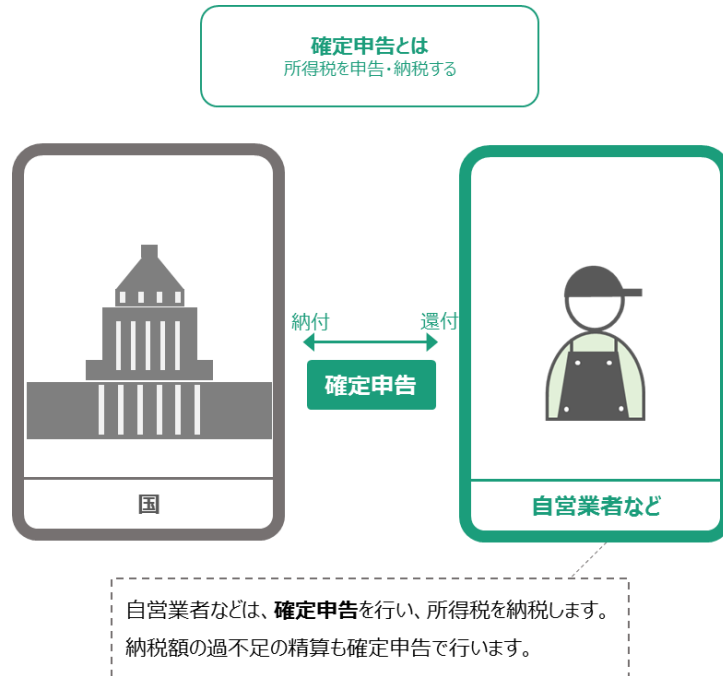 確定申告とは
所得税を申告・納税する
納付
還付
確定申告
国
自営業者など
自営業者などは、確定申告を行い、所得税を納税します。
納税額の過不足の精算も確定申告で行います。